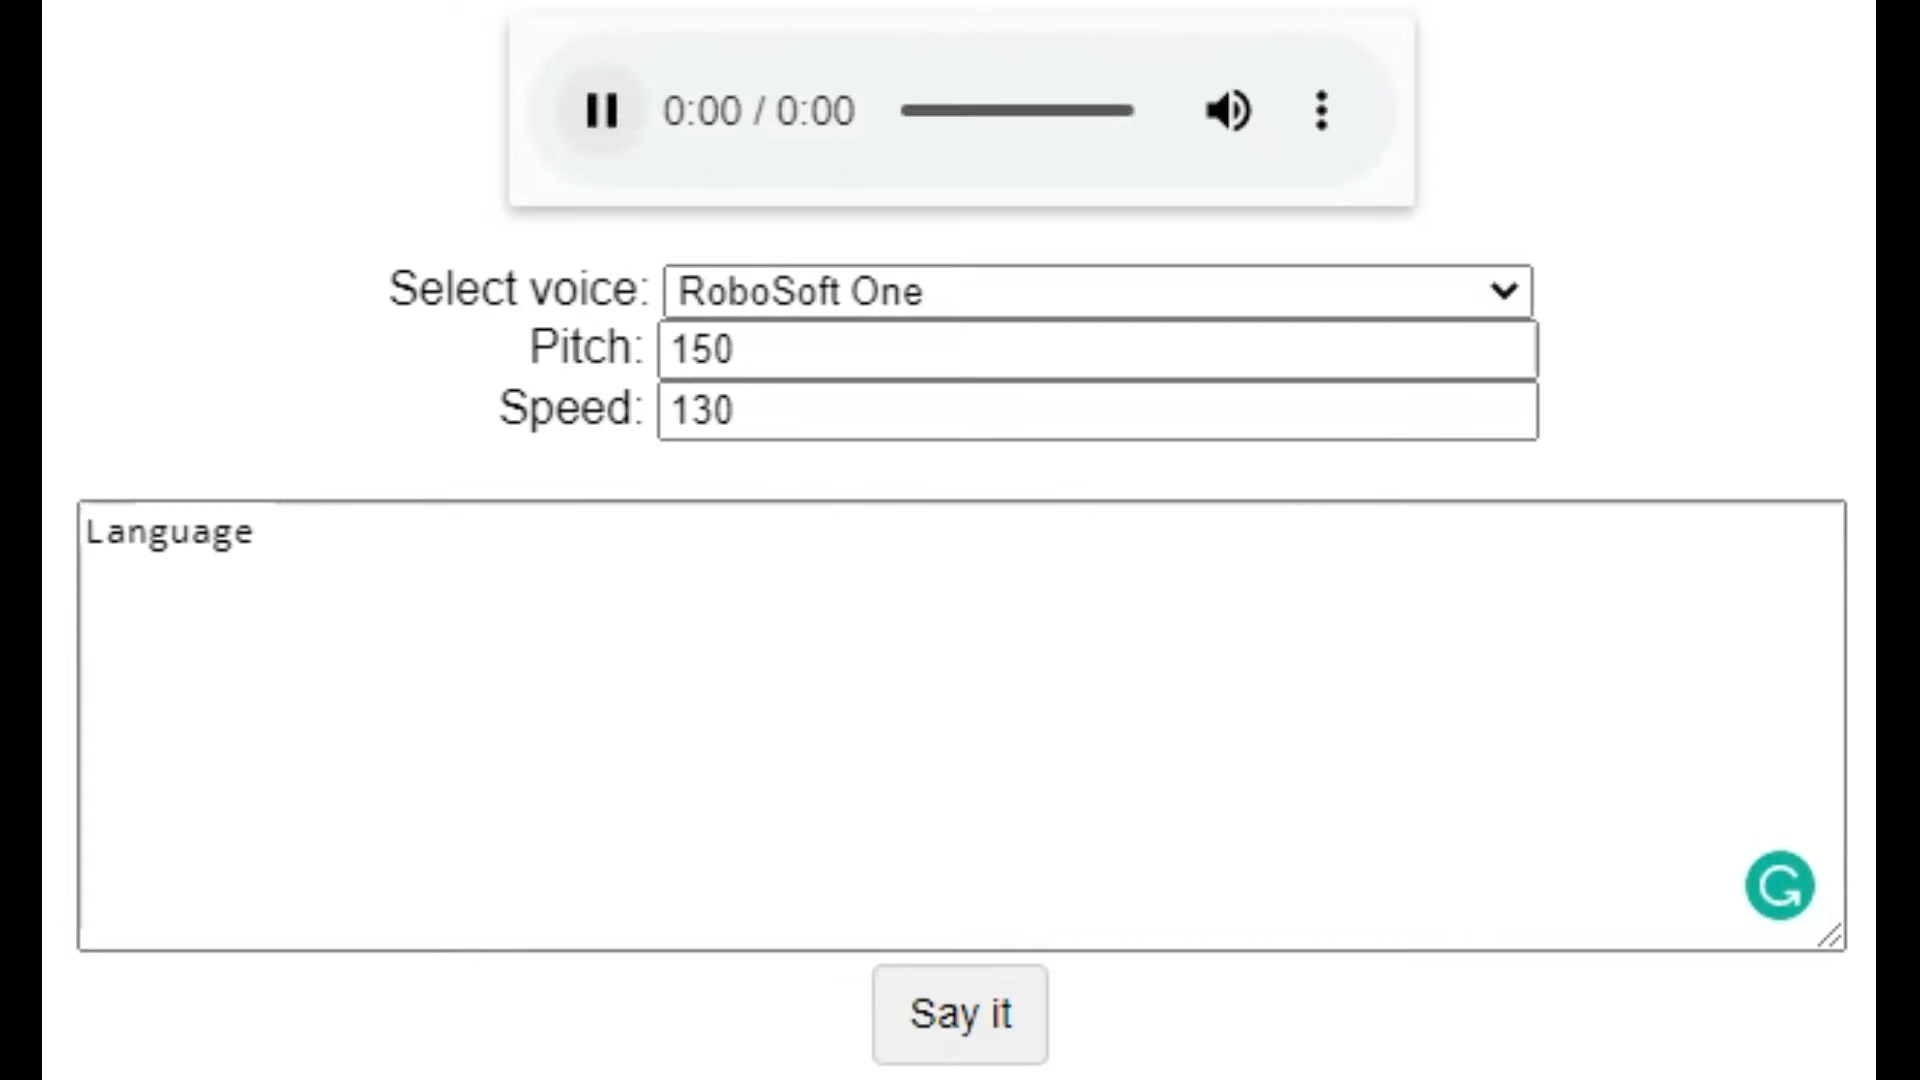 0:00 / 0:00
Select voice: RoboSoft One
Pitch: 150
Speed: 130
Language
Say it